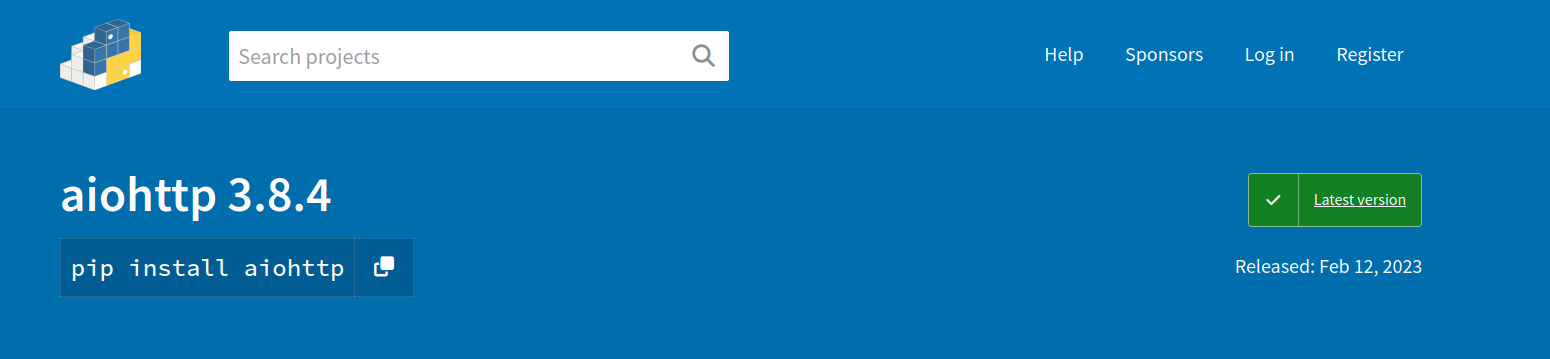 Search projects
Help
Sponsors
Log in
Register
aiohttp 3.8.4
Latest version
pip install aiohttp
Released: Feb 12, 2023